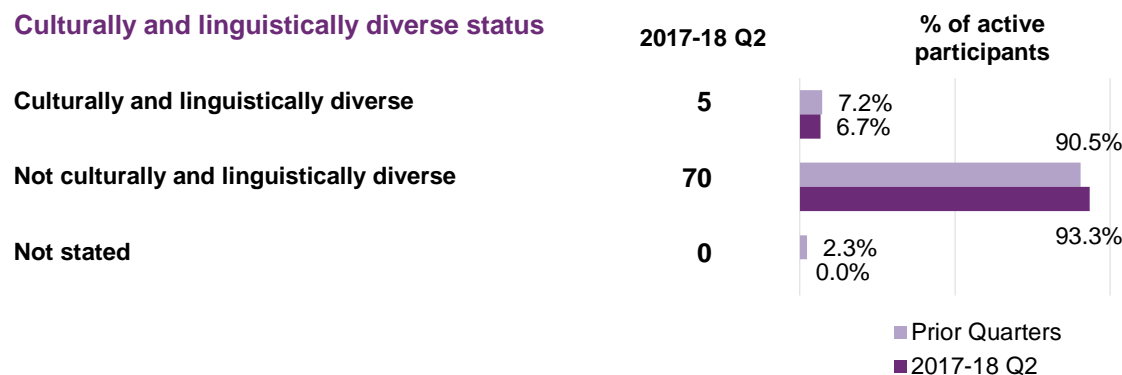 Culturally and linguistically diverse status
2017-18 Q2
% of active
participants
Culturally and linguistically diverse
5
7.2%
6.7%
Not culturally and linguistically diverse
70
90.5%
93.3%
Not stated
0
2.3%
0.0%
Prior Quarters
2017-18 Q2